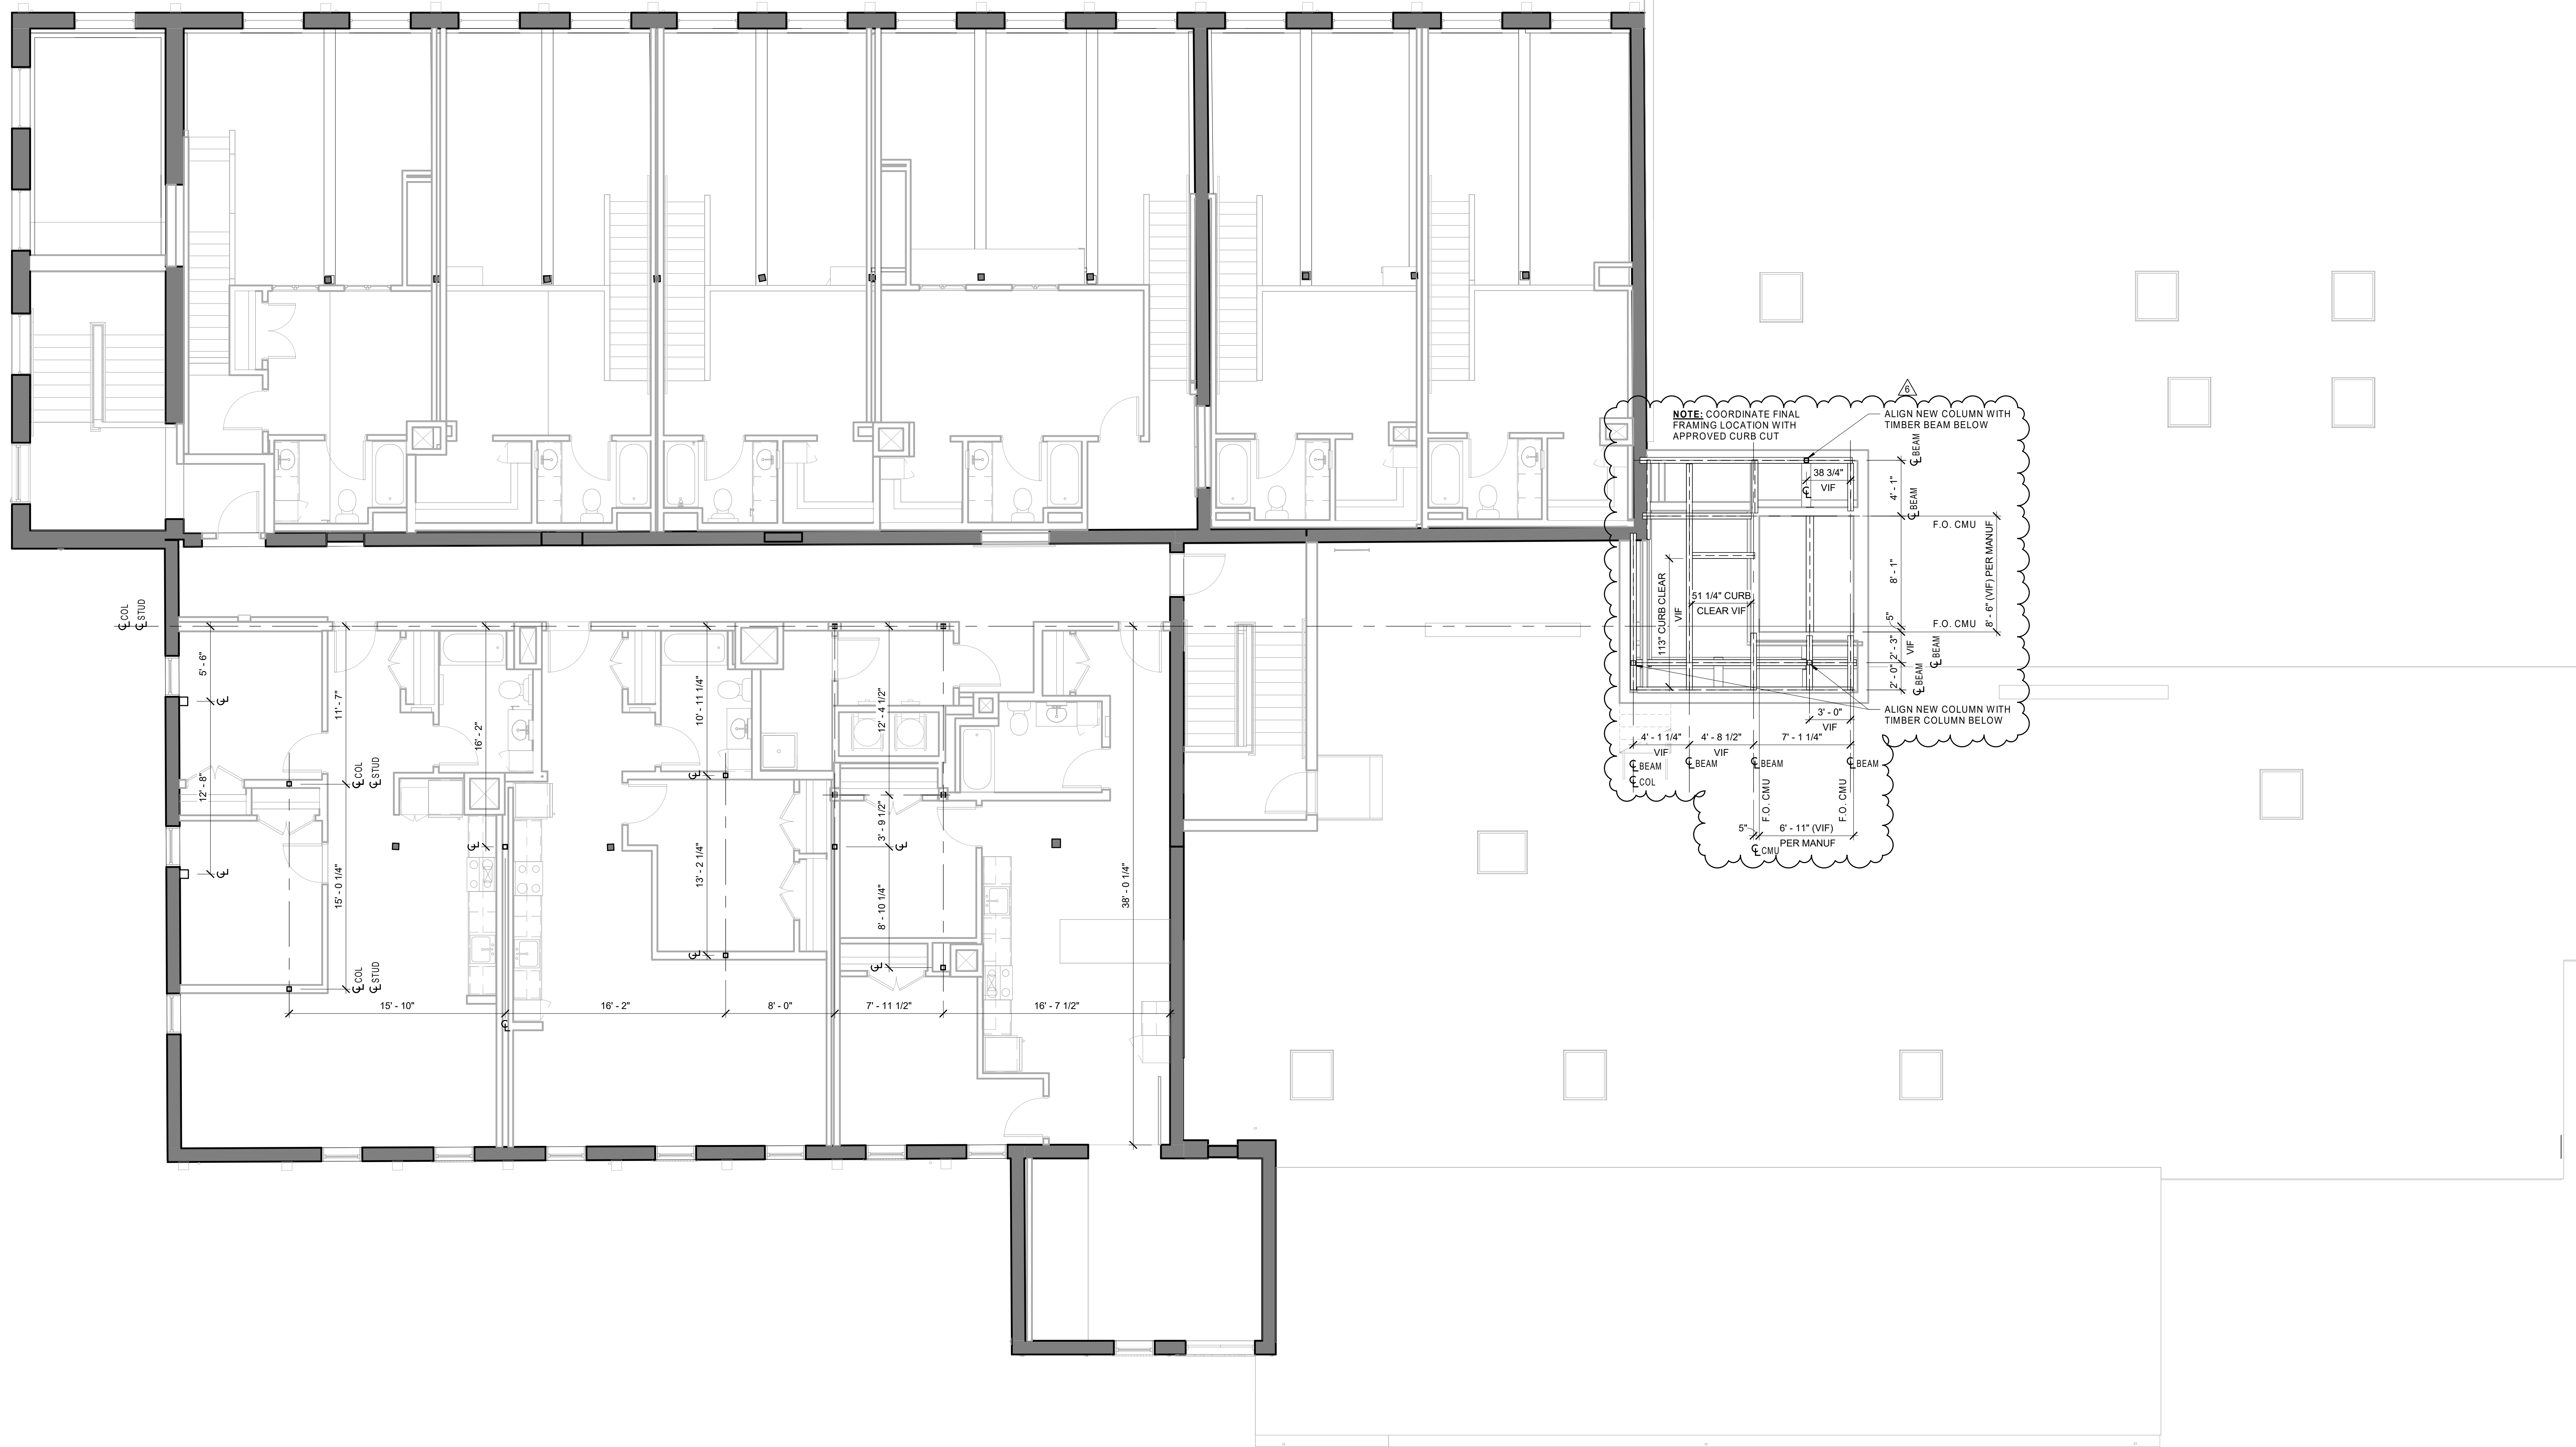 6
NOTE: COORDINATE FINAL
FRAMING LOCATION WITH
APPROVED CURB CUT
ALIGN NEW COLUMN WITH
TIMBER BEAM BELOW
℄ BEAM
38 3/4"
VIF
℄
4' - 1"
℄ BEAM
F.O. CMU
8' - 1"
8' - 6" (VIF) PER MANUF
113" CURB CLEAR
VIF
51 1/4" CURB
CLEAR VIF
5"
F.O. CMU
2' - 3"
VIF
℄ BEAM
2' - 0"
℄ BEAM
ALIGN NEW COLUMN WITH
TIMBER COLUMN BELOW
3' - 0"
VIF
4' - 1 1/4"
VIF
4' - 8 1/2"
VIF
7' - 1 1/4"
℄ BEAM
℄ COL
℄ BEAM
℄ BEAM
℄ BEAM
F.O. CMU
F.O. CMU
5"
6' - 11" (VIF)
PER MANUF
℄ CMU
℄ COL
℄ STUD
5' - 6"
℄
11' - 7"
12' - 8"
℄
℄ COL
℄ STUD
15' - 0 1/4"
℄ COL
℄ STUD
16' - 2"
℄
10' - 11 1/4"
℄
13' - 2 1/4"
℄
12' - 4 1/2"
3' - 9 1/2"
℄
8' - 10 1/4"
℄
38' - 0 1/4"
15' - 10"
℄
16' - 2"
8' - 0"
7' - 11 1/2"
16' - 7 1/2"